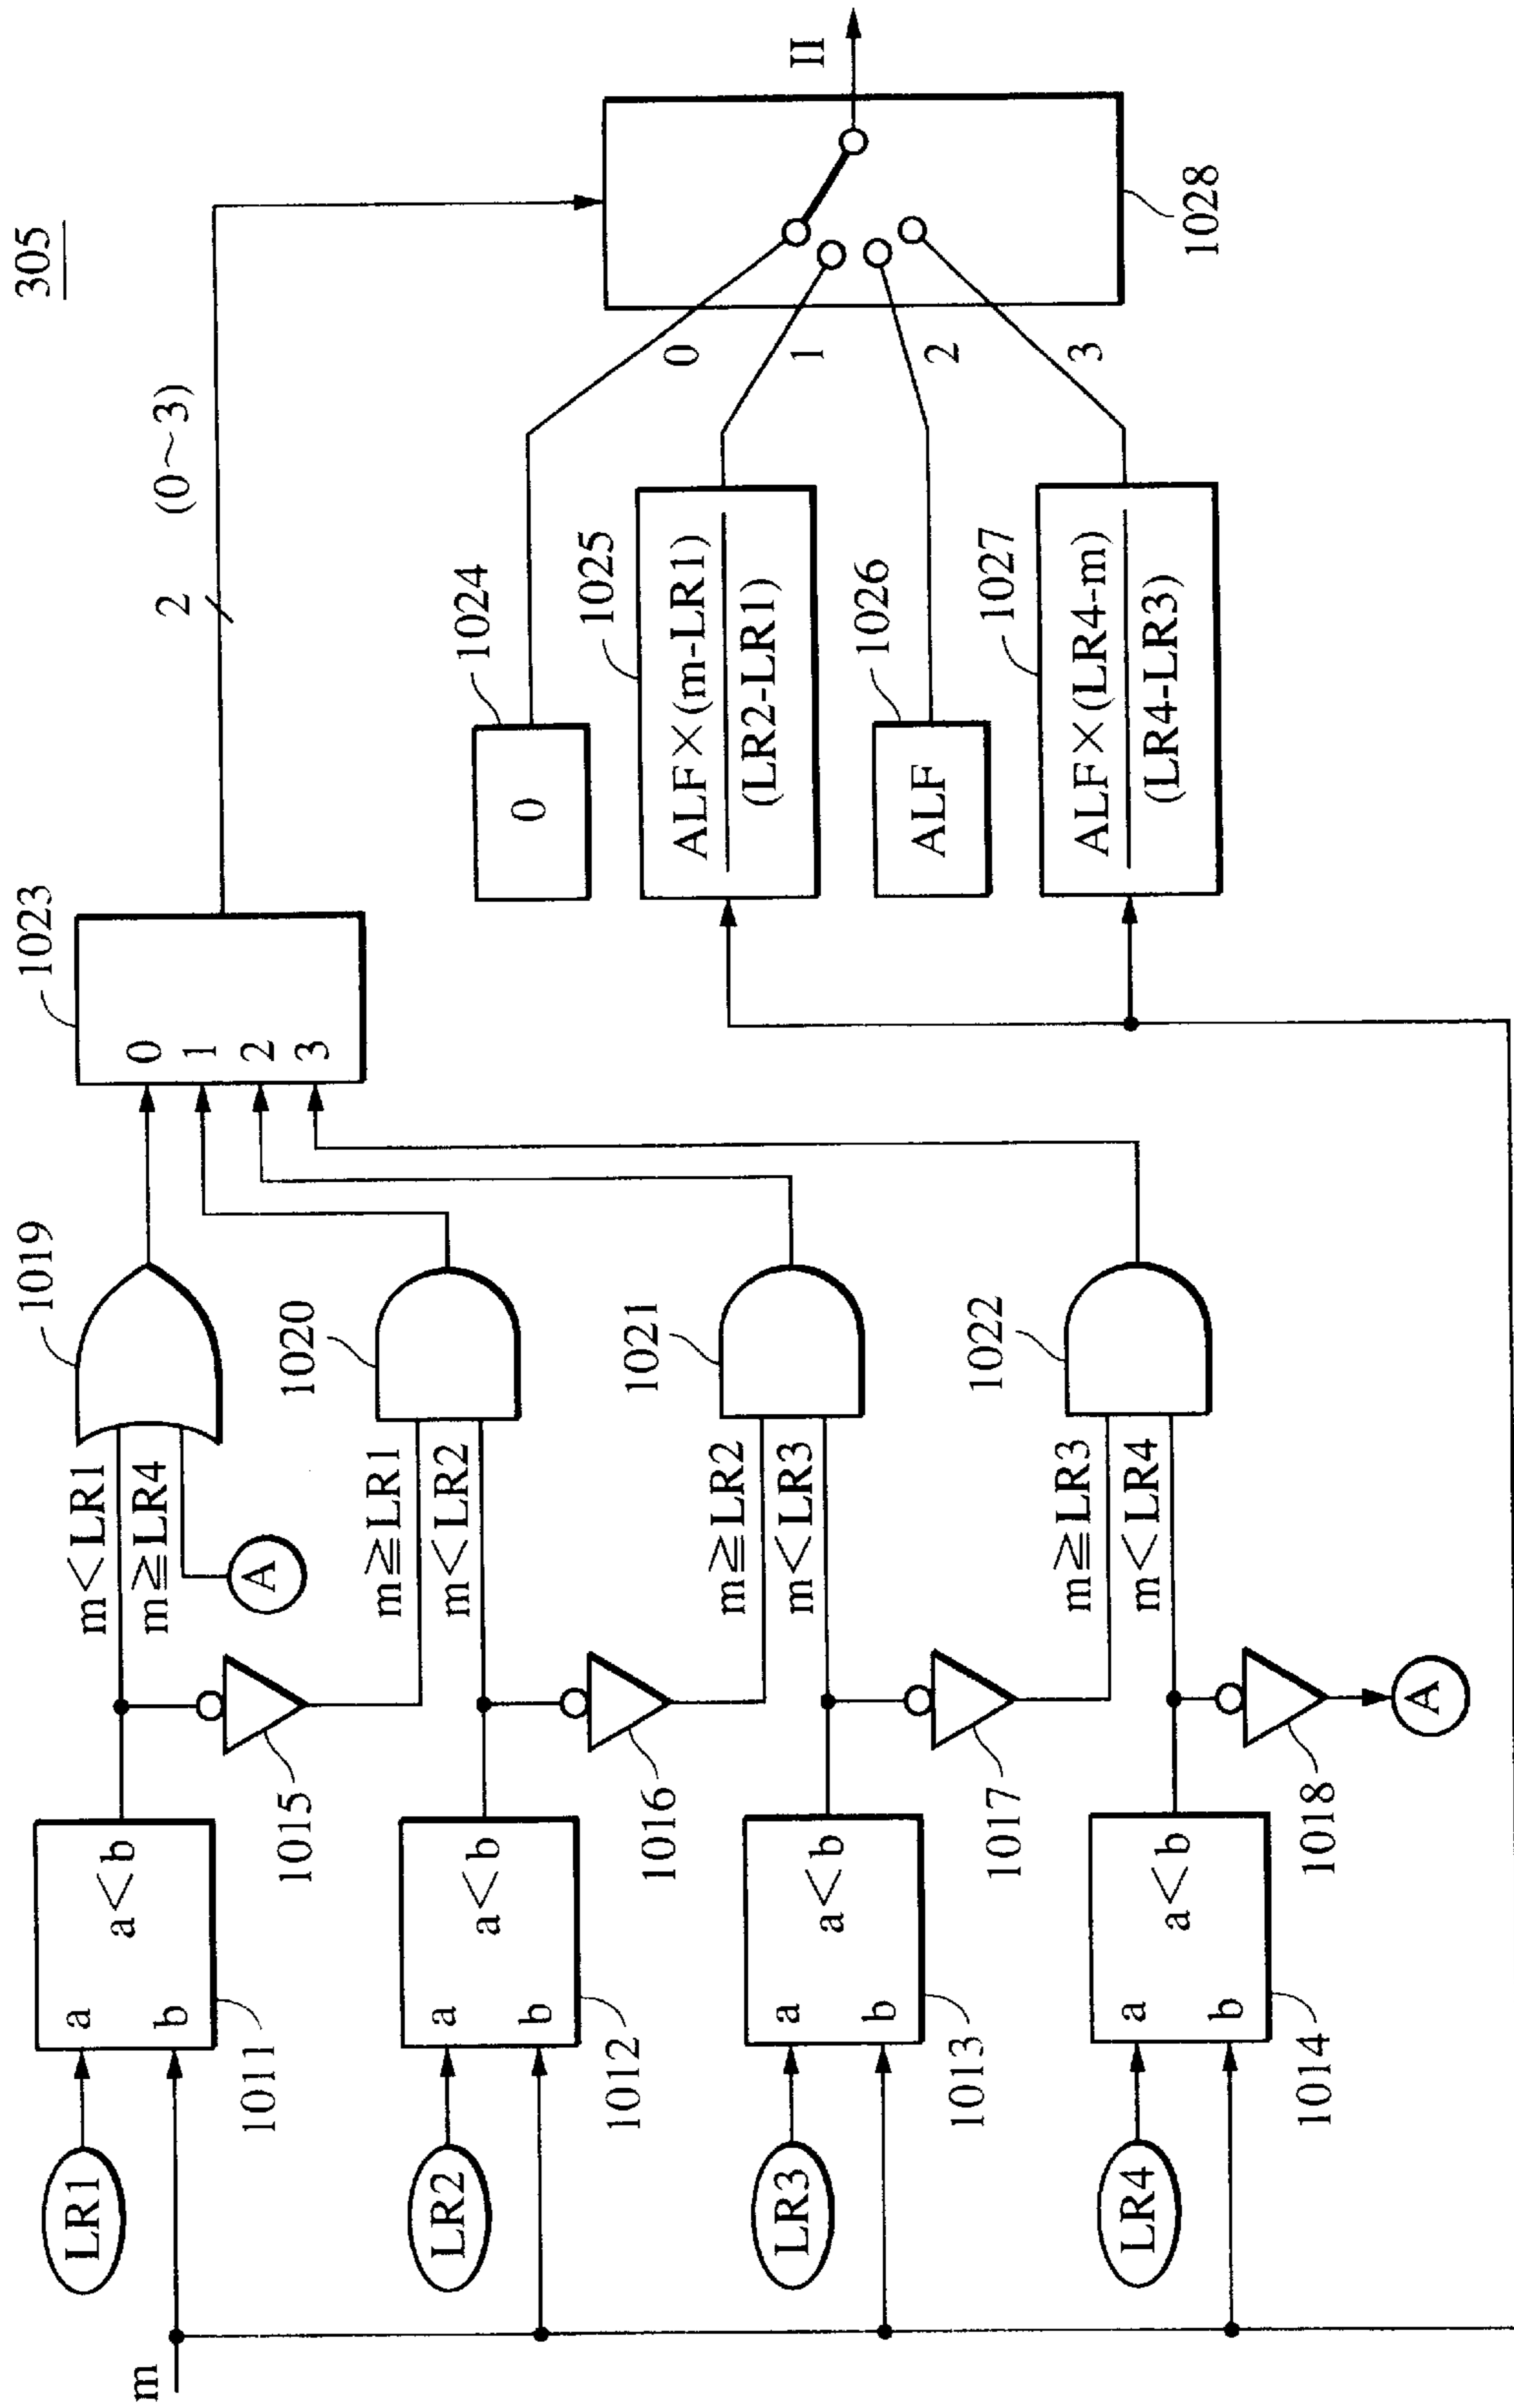 305
m
LR1
a
b
a<b
1011
1015
m<LR1
m≧LR4
A
1019
LR2
a
b
a<b
1012
1016
m≧LR1
m<LR2
1020
LR3
a
b
a<b
1013
1017
m≧LR2
m<LR3
1021
LR4
a
b
a<b
1014
1018
A
m≧LR3
m<LR4
1022
1023
0
1
2
3
2
(0~3)
0
1024
ALF×(m-LR1)
(LR2-LR1)
1025
ALF
1026
ALF×(LR4-m)
(LR4-LR3)
1027
0
1
2
3
1028
II